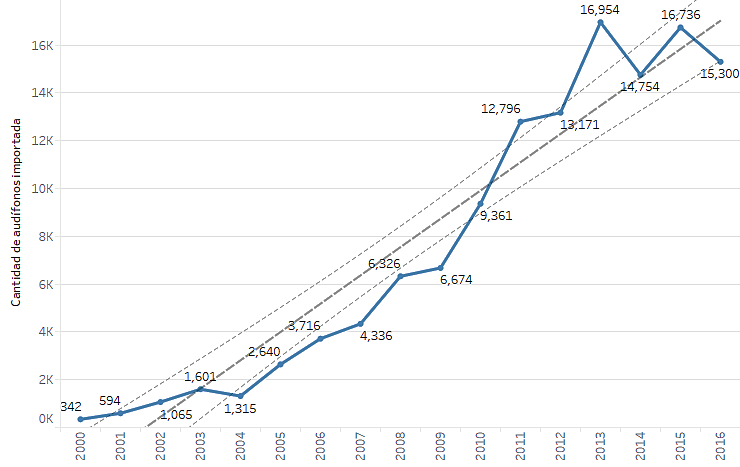 16,954
16,736
16K
15,300
14,754
14K
12,796
13,171
12K
10K
9,361
8K
6,326
6,674
6K
4,336
3,716
4K
2,640
2K
1,601
1,315
1,065
594
342
0K
Cantidad de audífonos importada
2000 2001 2002 2003 2004 2005 2006 2007 2008 2009 2010 2011 2012 2013 2014 2015 2016